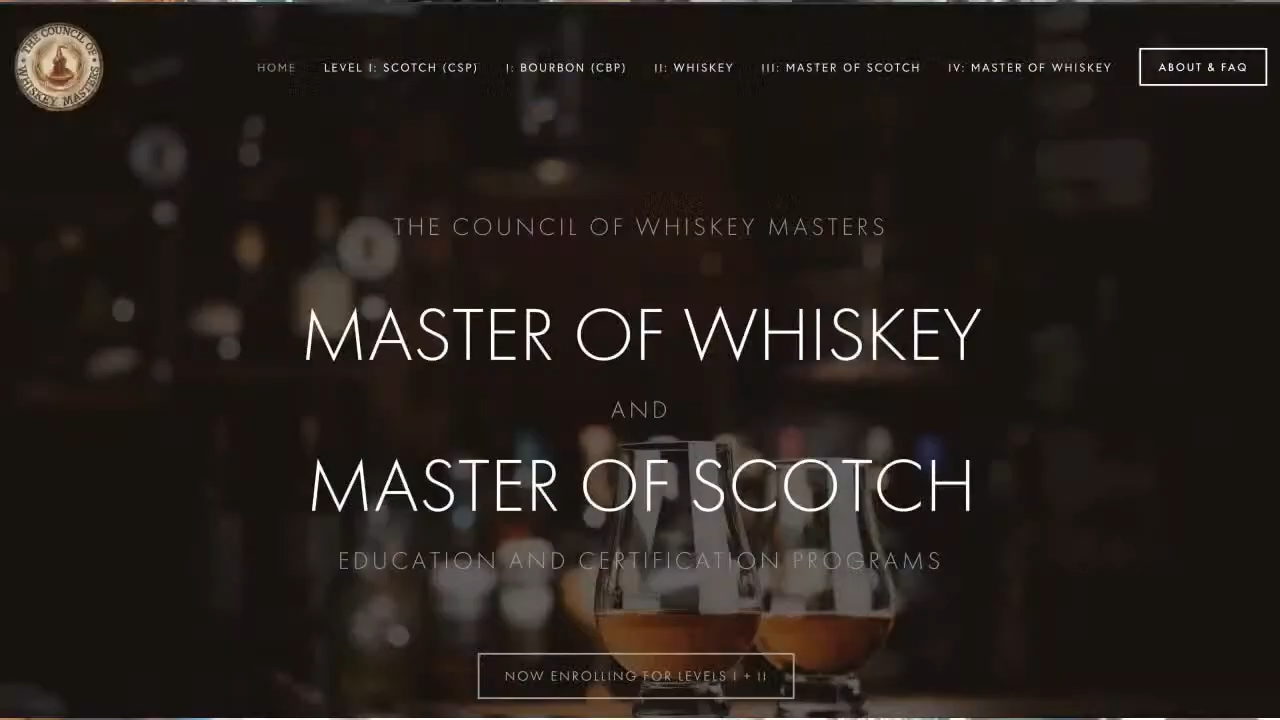 THE COUNCIL OF
WHISKEY MASTERS
HOME
LEVEL I: SCOTCH (CSP)
I: BOURBON (CBP)
II: WHISKEY
III: MASTER OF SCOTCH
IV: MASTER OF WHISKEY
ABOUT & FAQ
THE COUNCIL OF WHISKEY MASTERS
MASTER OF WHISKEY
AND
MASTER OF SCOTCH
EDUCATION AND CERTIFICATION PROGRAMS
NOW ENROLLING FOR LEVELS I + II